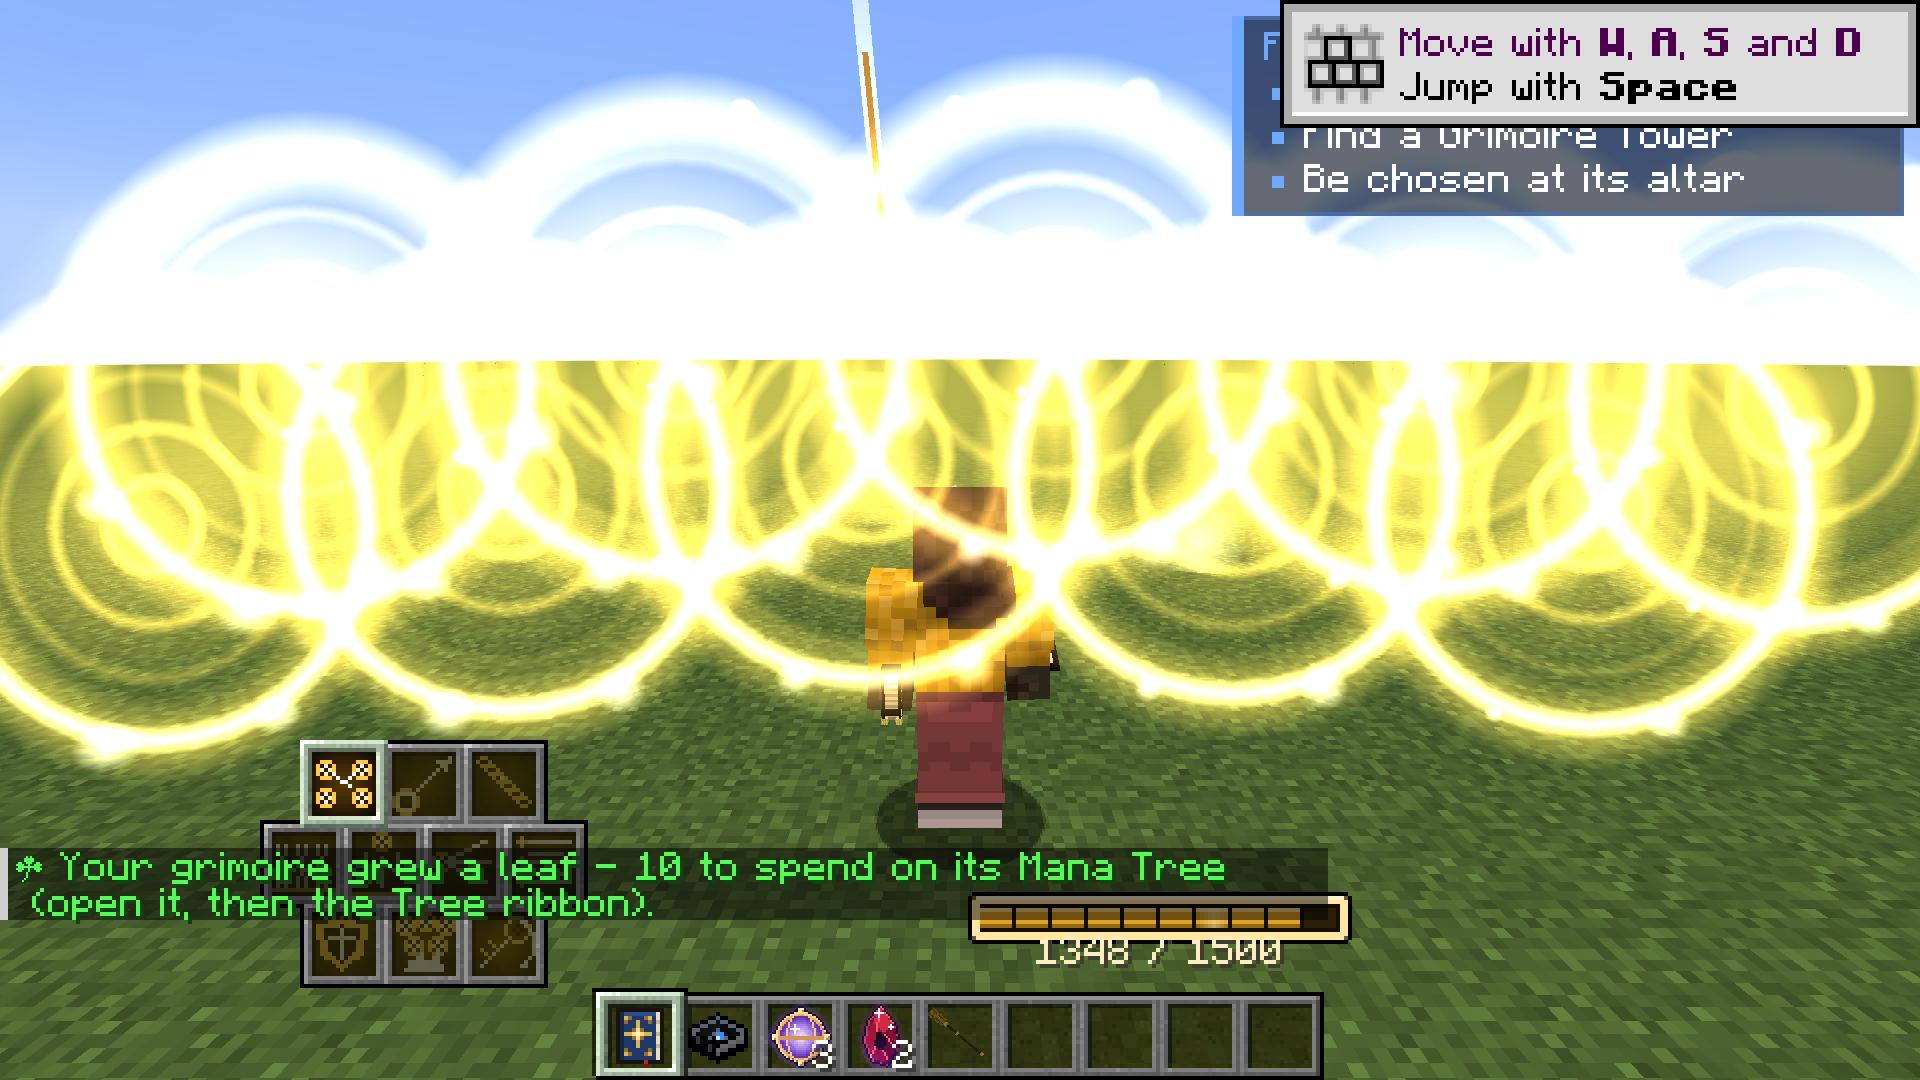 Move with W, A, S and D
Jump with Space
F
Find a Grimoire Tower
Be chosen at its altar
Your grimoire grew a leaf – 10 to spend on its Mana Tree
(open it, then the Tree ribbon).
1348 / 1500
3
2